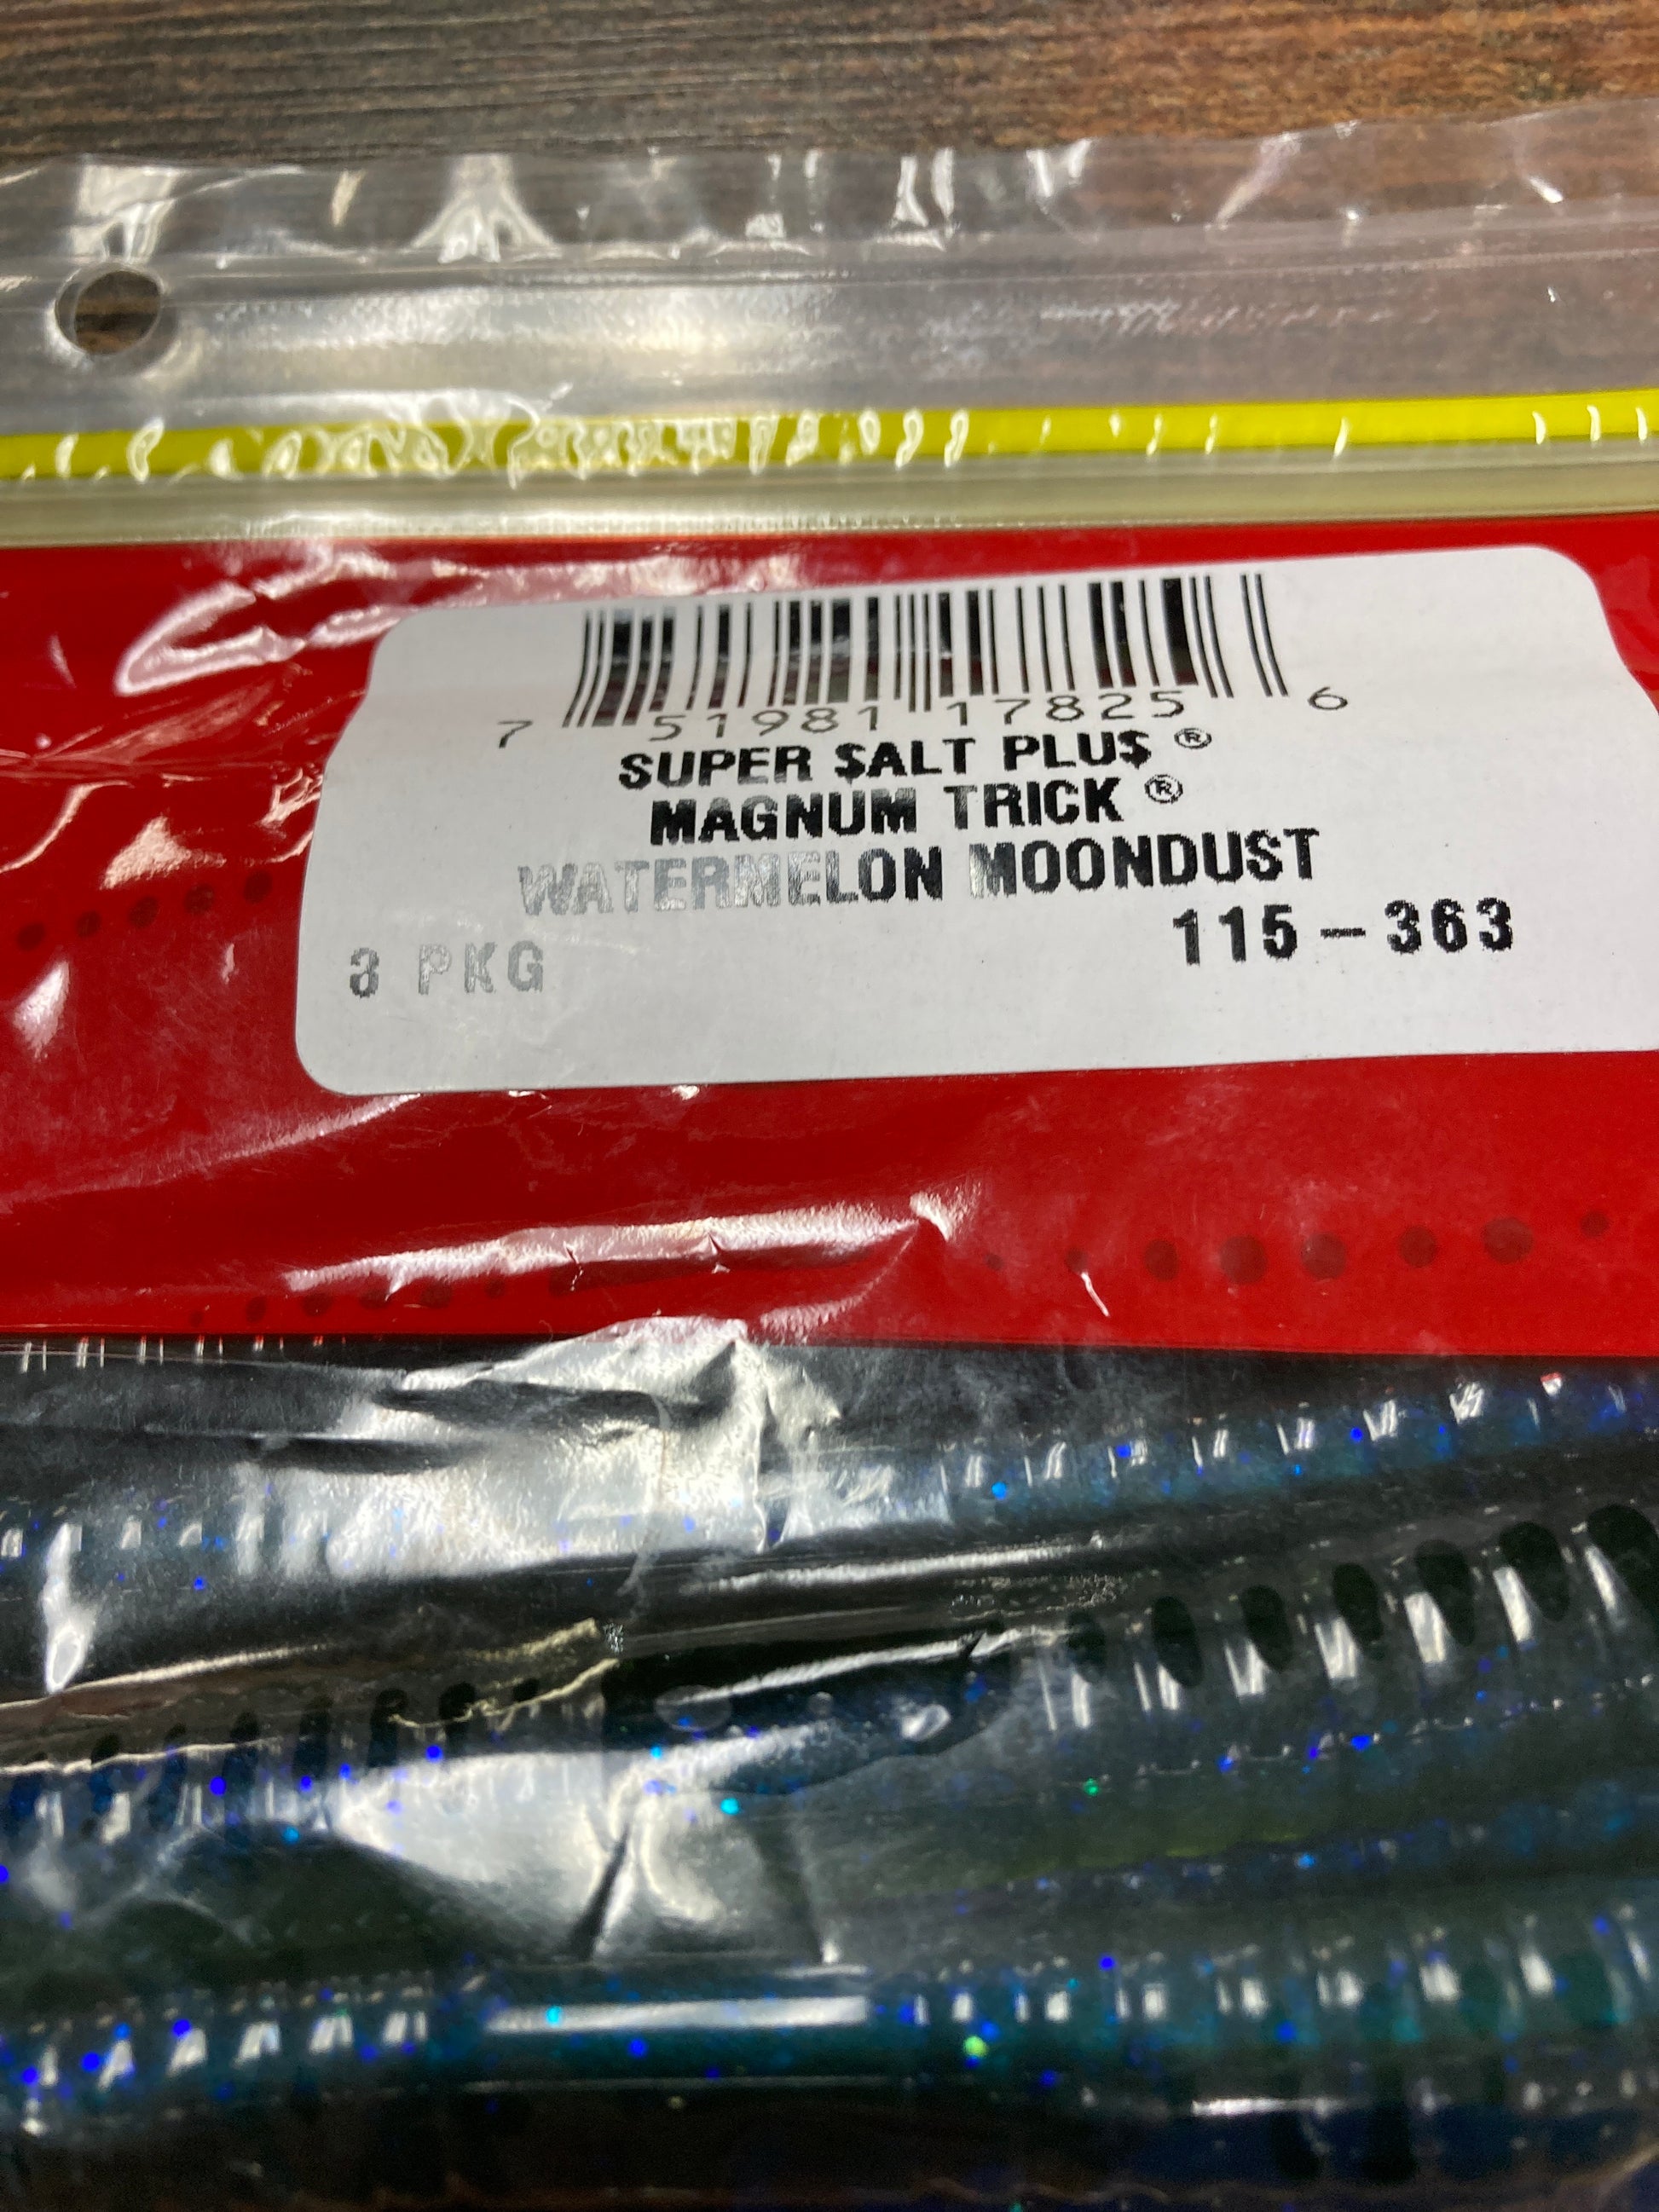 7 51981 17825 6
SUPER $ALT PLU$ ®
MAGNUM TRICK ®
WATERMELON MOONDUST
115-363
3 PKG